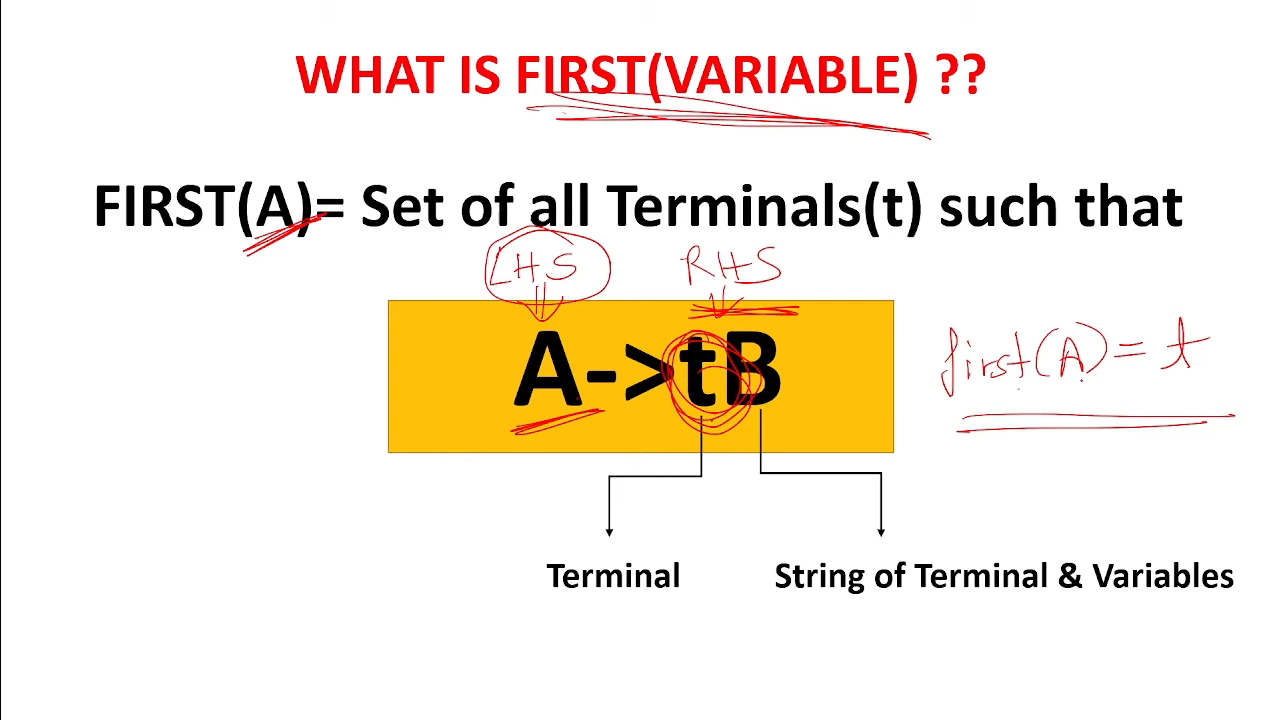 WHAT IS FIRST(VARIABLE) ??
FIRST(A)= Set of all Terminals(t) such that
LHS RHS
A->tB
first(A) = t
Terminal
String of Terminal & Variables